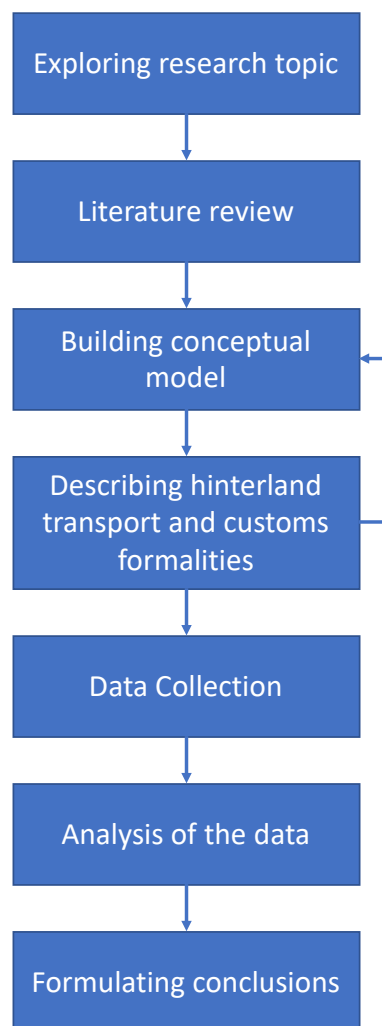 Exploring research topic
Literature review
Building conceptual
model
Describing hinterland
transport and customs
formalities
Data Collection
Analysis of the data
Formulating conclusions